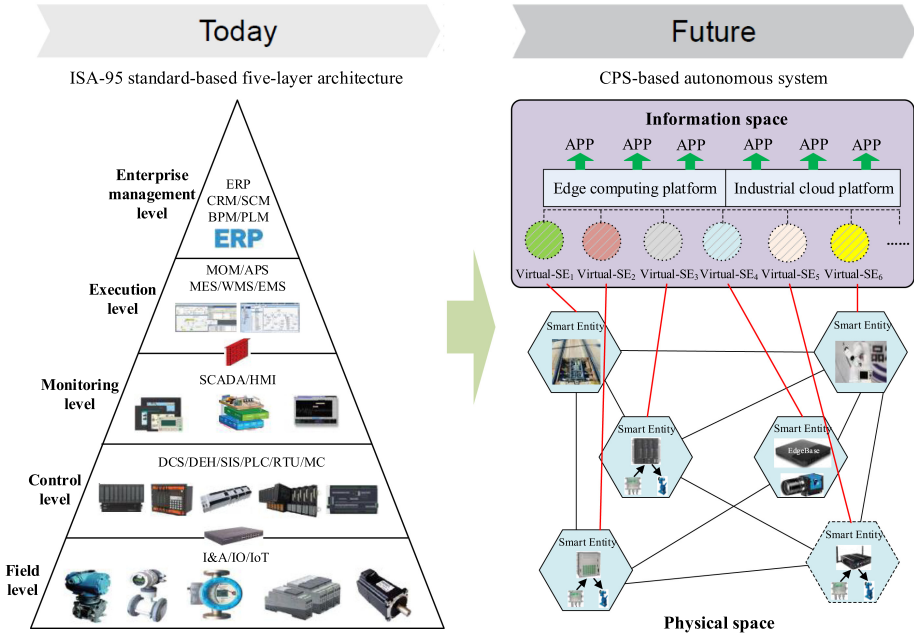 Today
ISA-95 standard-based five-layer architecture
Enterprise
management
level
ERP
CRM/SCM
BPM/PLM
ERP
Execution
level
MOM/APS
MES/WMS/EMS
Monitoring
level
SCADA/HMI
Control
level
DCS/DEH/SIS/PLC/RTU/MC
Field
level
I&A/IO/IoT
Future
CPS-based autonomous system
Information space
APP APP APP APP APP APP
Edge computing platform Industrial cloud platform
......
Virtual-SE1 Virtual-SE2 Virtual-SE3 Virtual-SE4 Virtual-SE5 Virtual-SE6
Smart Entity
Smart Entity
Smart Entity
Smart Entity
EdgeBase
Smart Entity
Smart Entity
Physical space